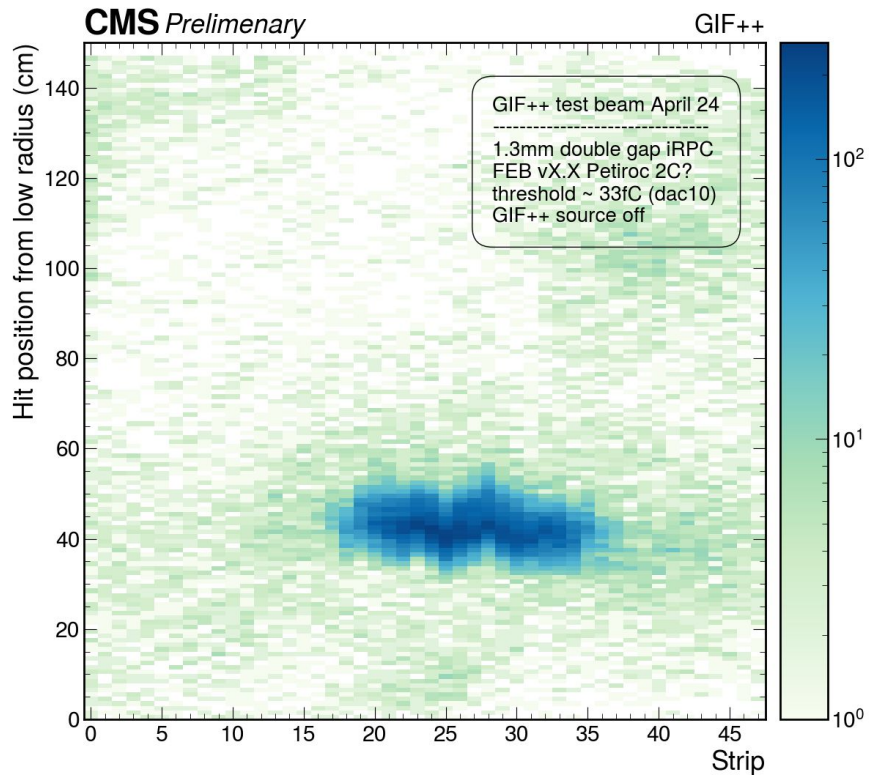 CMS Prelimenary GIF++
Hit position from low radius (cm)
140
120
100
80
60
40
20
0
GIF++ test beam April 24
------------------------------------
1.3mm double gap iRPC
FEB vX.X Petiroc 2C?
threshold ~ 33fC (dac10)
GIF++ source off
0 5 10 15 20 25 30 35 40 45
Strip
10²
10¹
10⁰